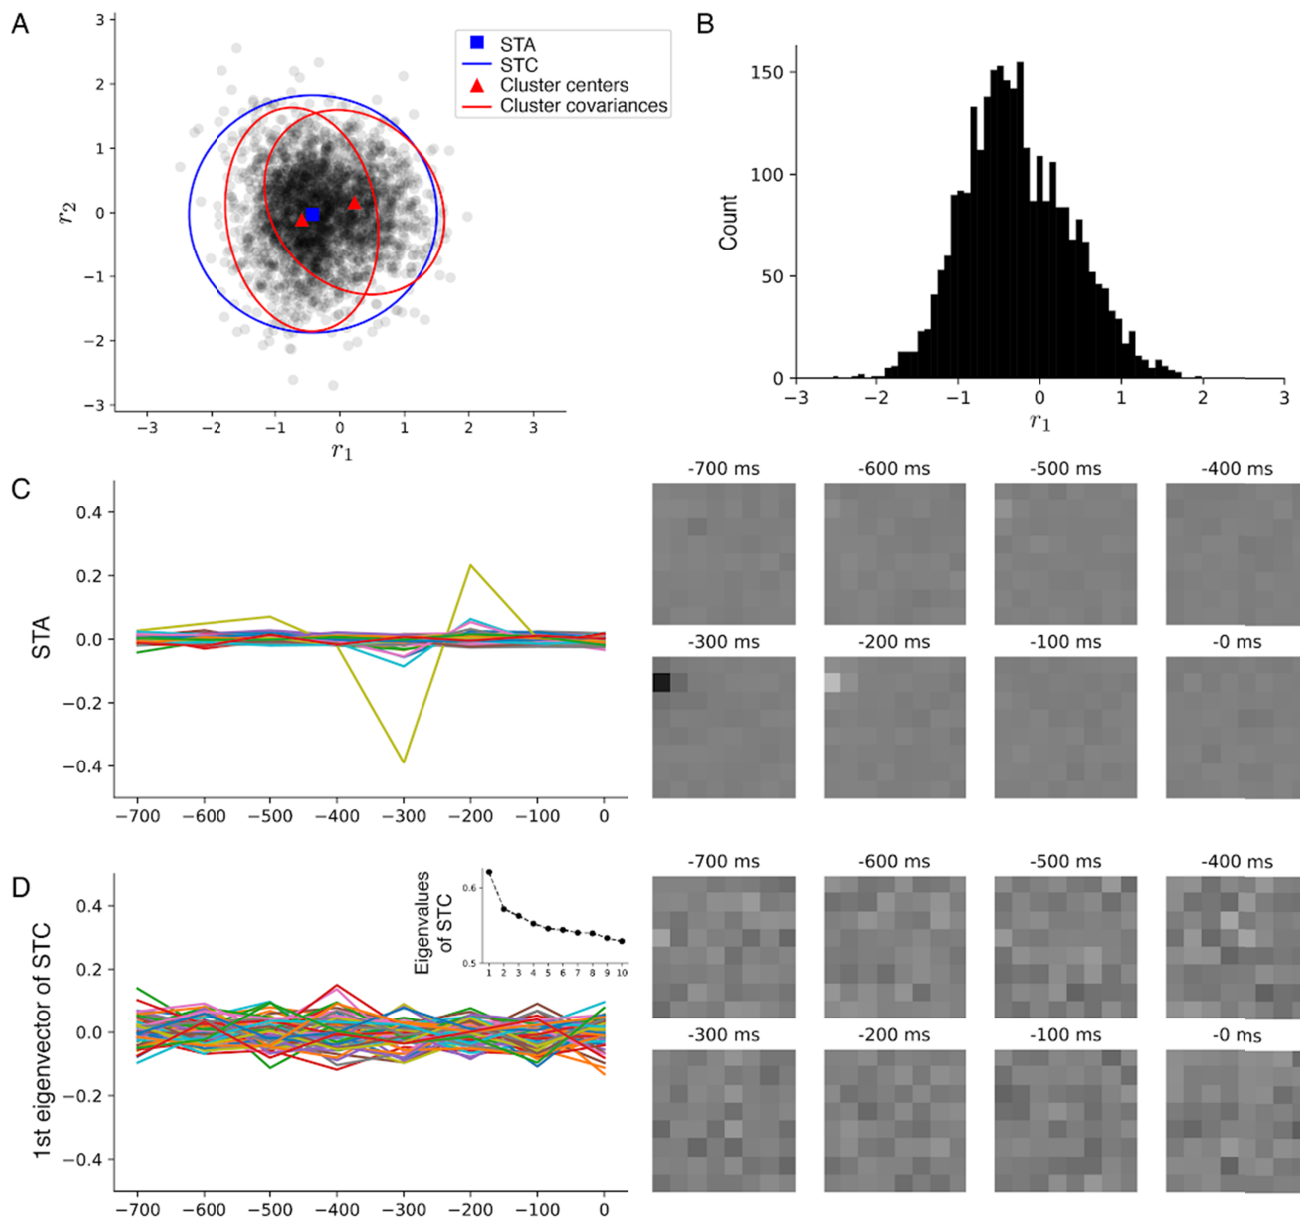 A
3
2
1
0
−1
−2
−3
r2
−3 −2 −1 0 1 2 3
r1
STA
STC
Cluster centers
Cluster covariances
B
150
100
50
0
Count
−3 −2 −1 0 1 2 3
r1
C
0.4
0.2
0.0
−0.2
−0.4
STA
−700 −600 −500 −400 −300 −200 −100 0
-700 ms -600 ms -500 ms -400 ms
-300 ms -200 ms -100 ms -0 ms
D
0.4
0.2
0.0
−0.2
−0.4
1st eigenvector of STC
−700 −600 −500 −400 −300 −200 −100 0
Eigenvalues
of STC
0.6
0.5
1 2 3 4 5 6 7 8 9 10
-700 ms -600 ms -500 ms -400 ms
-300 ms -200 ms -100 ms -0 ms